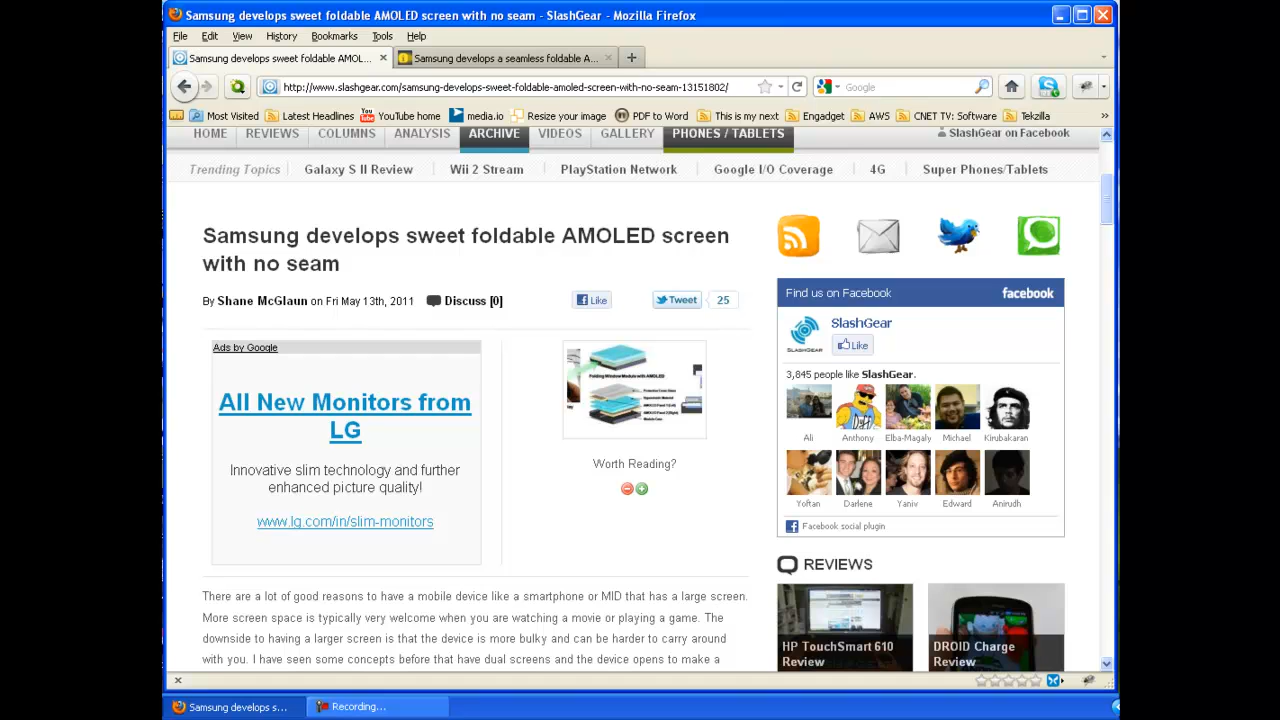 Samsung develops sweet foldable AMOLED screen with no seam - SlashGear - Mozilla Firefox
File Edit View History Bookmarks Tools Help
Samsung develops sweet foldable AMOL... Samsung develops a seamless foldable A...
http://www.slashgear.com/samsung-develops-sweet-foldable-amoled-screen-with-no-seam-13151802/ Google
Most Visited Latest Headlines YouTube Home media.io Resize your image PDF to Word This is my next Engadget AWS CNET TV: Software Tekzilla
HOME REVIEWS COLUMNS ANALYSIS ARCHIVE VIDEOS GALLERY PHONES / TABLETS SlashGear on Facebook
Trending Topics Galaxy S II Review Wii 2 Stream PlayStation Network Google I/O Coverage 4G Super Phones/Tablets
Samsung develops sweet foldable AMOLED screen
with no seam
By Shane McGlaun on Fri May 13th, 2011 Discuss [0] Like Tweet 25
Ads by Google
All New Monitors from
LG
Innovative slim technology and further
enhanced picture quality!
www.lg.com/in/slim-monitors
Folding Window Module with AMOLED
Worth Reading?
There are a lot of good reasons to have a mobile device like a smartphone or MID that has a large screen.
More screen space is typically very welcome when you are watching a movie or playing a game. The
downside to having a larger screen is that the device is more bulky and can be harder to carry around
with you. I have seen some concepts before that have dual screens and the device opens to make a
Find us on Facebook facebook
SlashGear
SLASHGEAR Like
3,845 people like SlashGear.
Ali Anthony Elba-Magaly Michael Kirubakaran
Yoftan Darlene Yaniv Edward Anirudh
Facebook social plugin
REVIEWS
HP TouchSmart 610
Review
DROID Charge
Review
Samsung develops s... Recording...